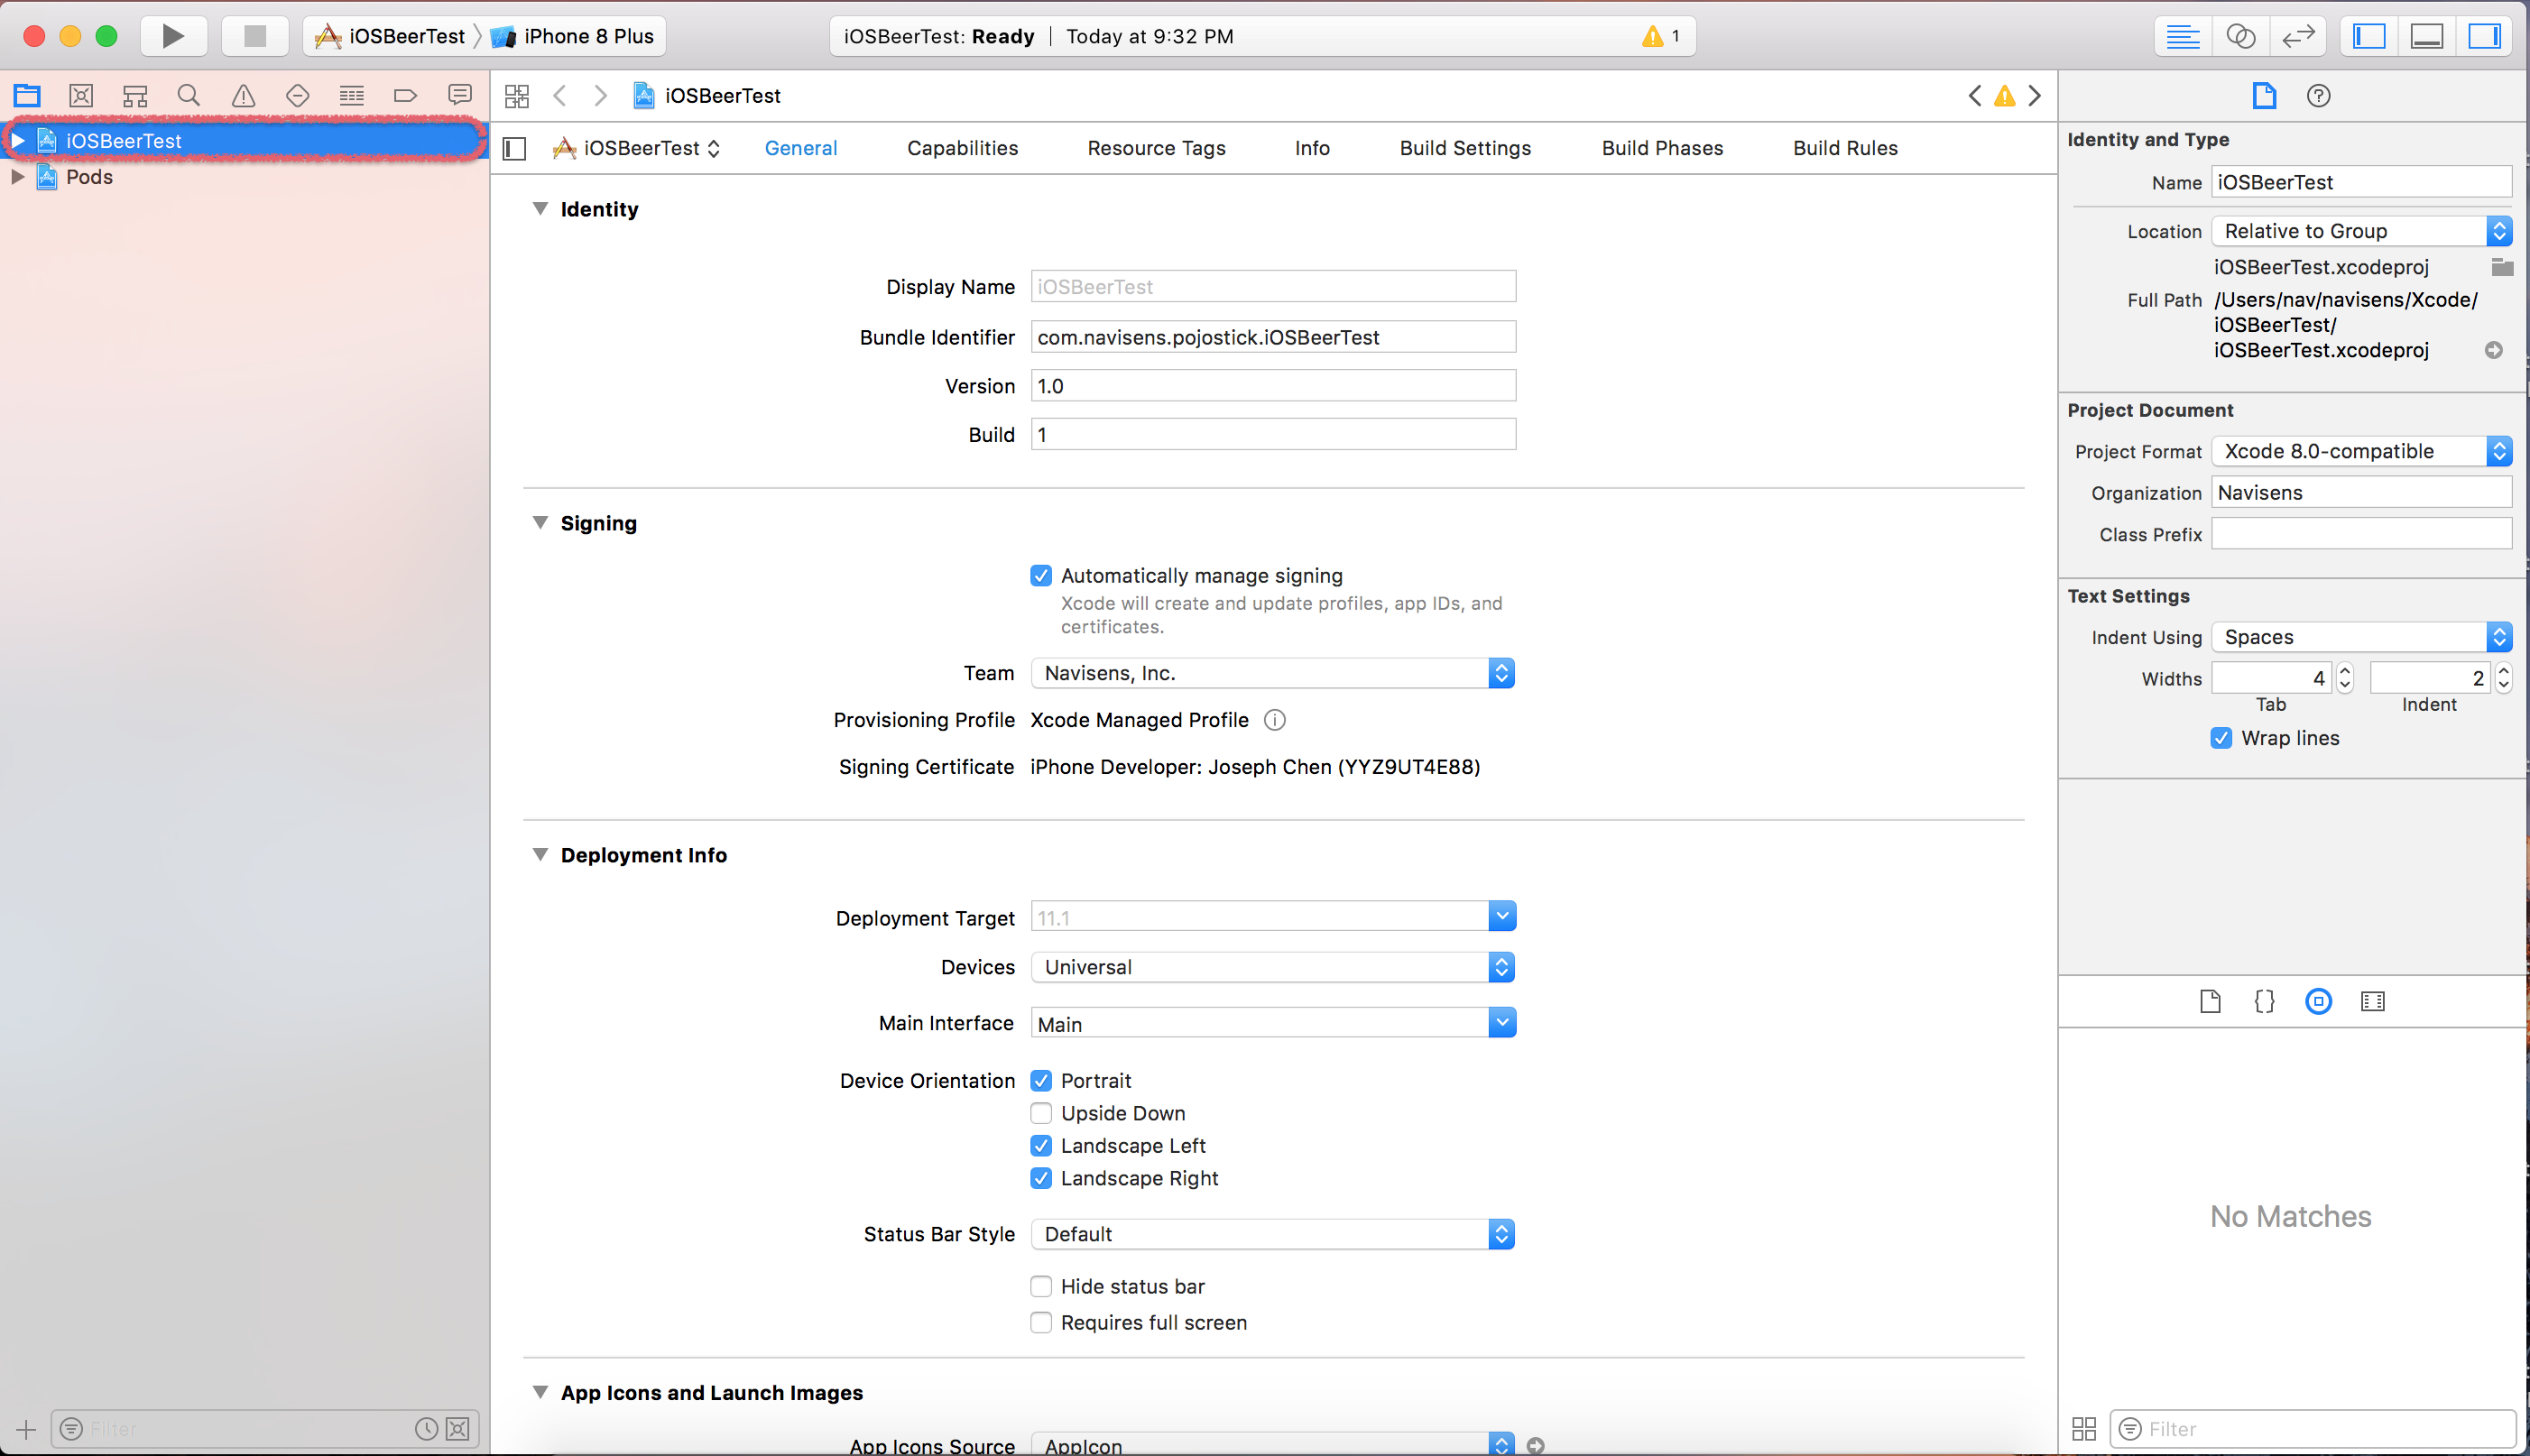 iOSBeerTest iPhone 8 Plus
iOSBeerTest: Ready Today at 9:32 PM 1
iOSBeerTest
Pods
Filter
iOSBeerTest
iOSBeerTest General Capabilities Resource Tags Info Build Settings Build Phases Build Rules
Identity
Display Name iOSBeerTest
Bundle Identifier com.navisens.pojostick.iOSBeerTest
Version 1.0
Build 1
Signing
Automatically manage signing
Xcode will create and update profiles, app IDs, and
certificates.
Team Navisens, Inc.
Provisioning Profile Xcode Managed Profile
Signing Certificate iPhone Developer: Joseph Chen (YYZ9UT4E88)
Deployment Info
Deployment Target 11.1
Devices Universal
Main Interface Main
Device Orientation Portrait
Upside Down
Landscape Left
Landscape Right
Status Bar Style Default
Hide status bar
Requires full screen
App Icons and Launch Images
App Icons Source AppIcon
Identity and Type
Name iOSBeerTest
Location Relative to Group
iOSBeerTest.xcodeproj
Full Path /Users/nav/navisens/Xcode/
iOSBeerTest/
iOSBeerTest.xcodeproj
Project Document
Project Format Xcode 8.0-compatible
Organization Navisens
Class Prefix
Text Settings
Indent Using Spaces
Widths 4 2
Tab Indent
Wrap lines
No Matches
Filter